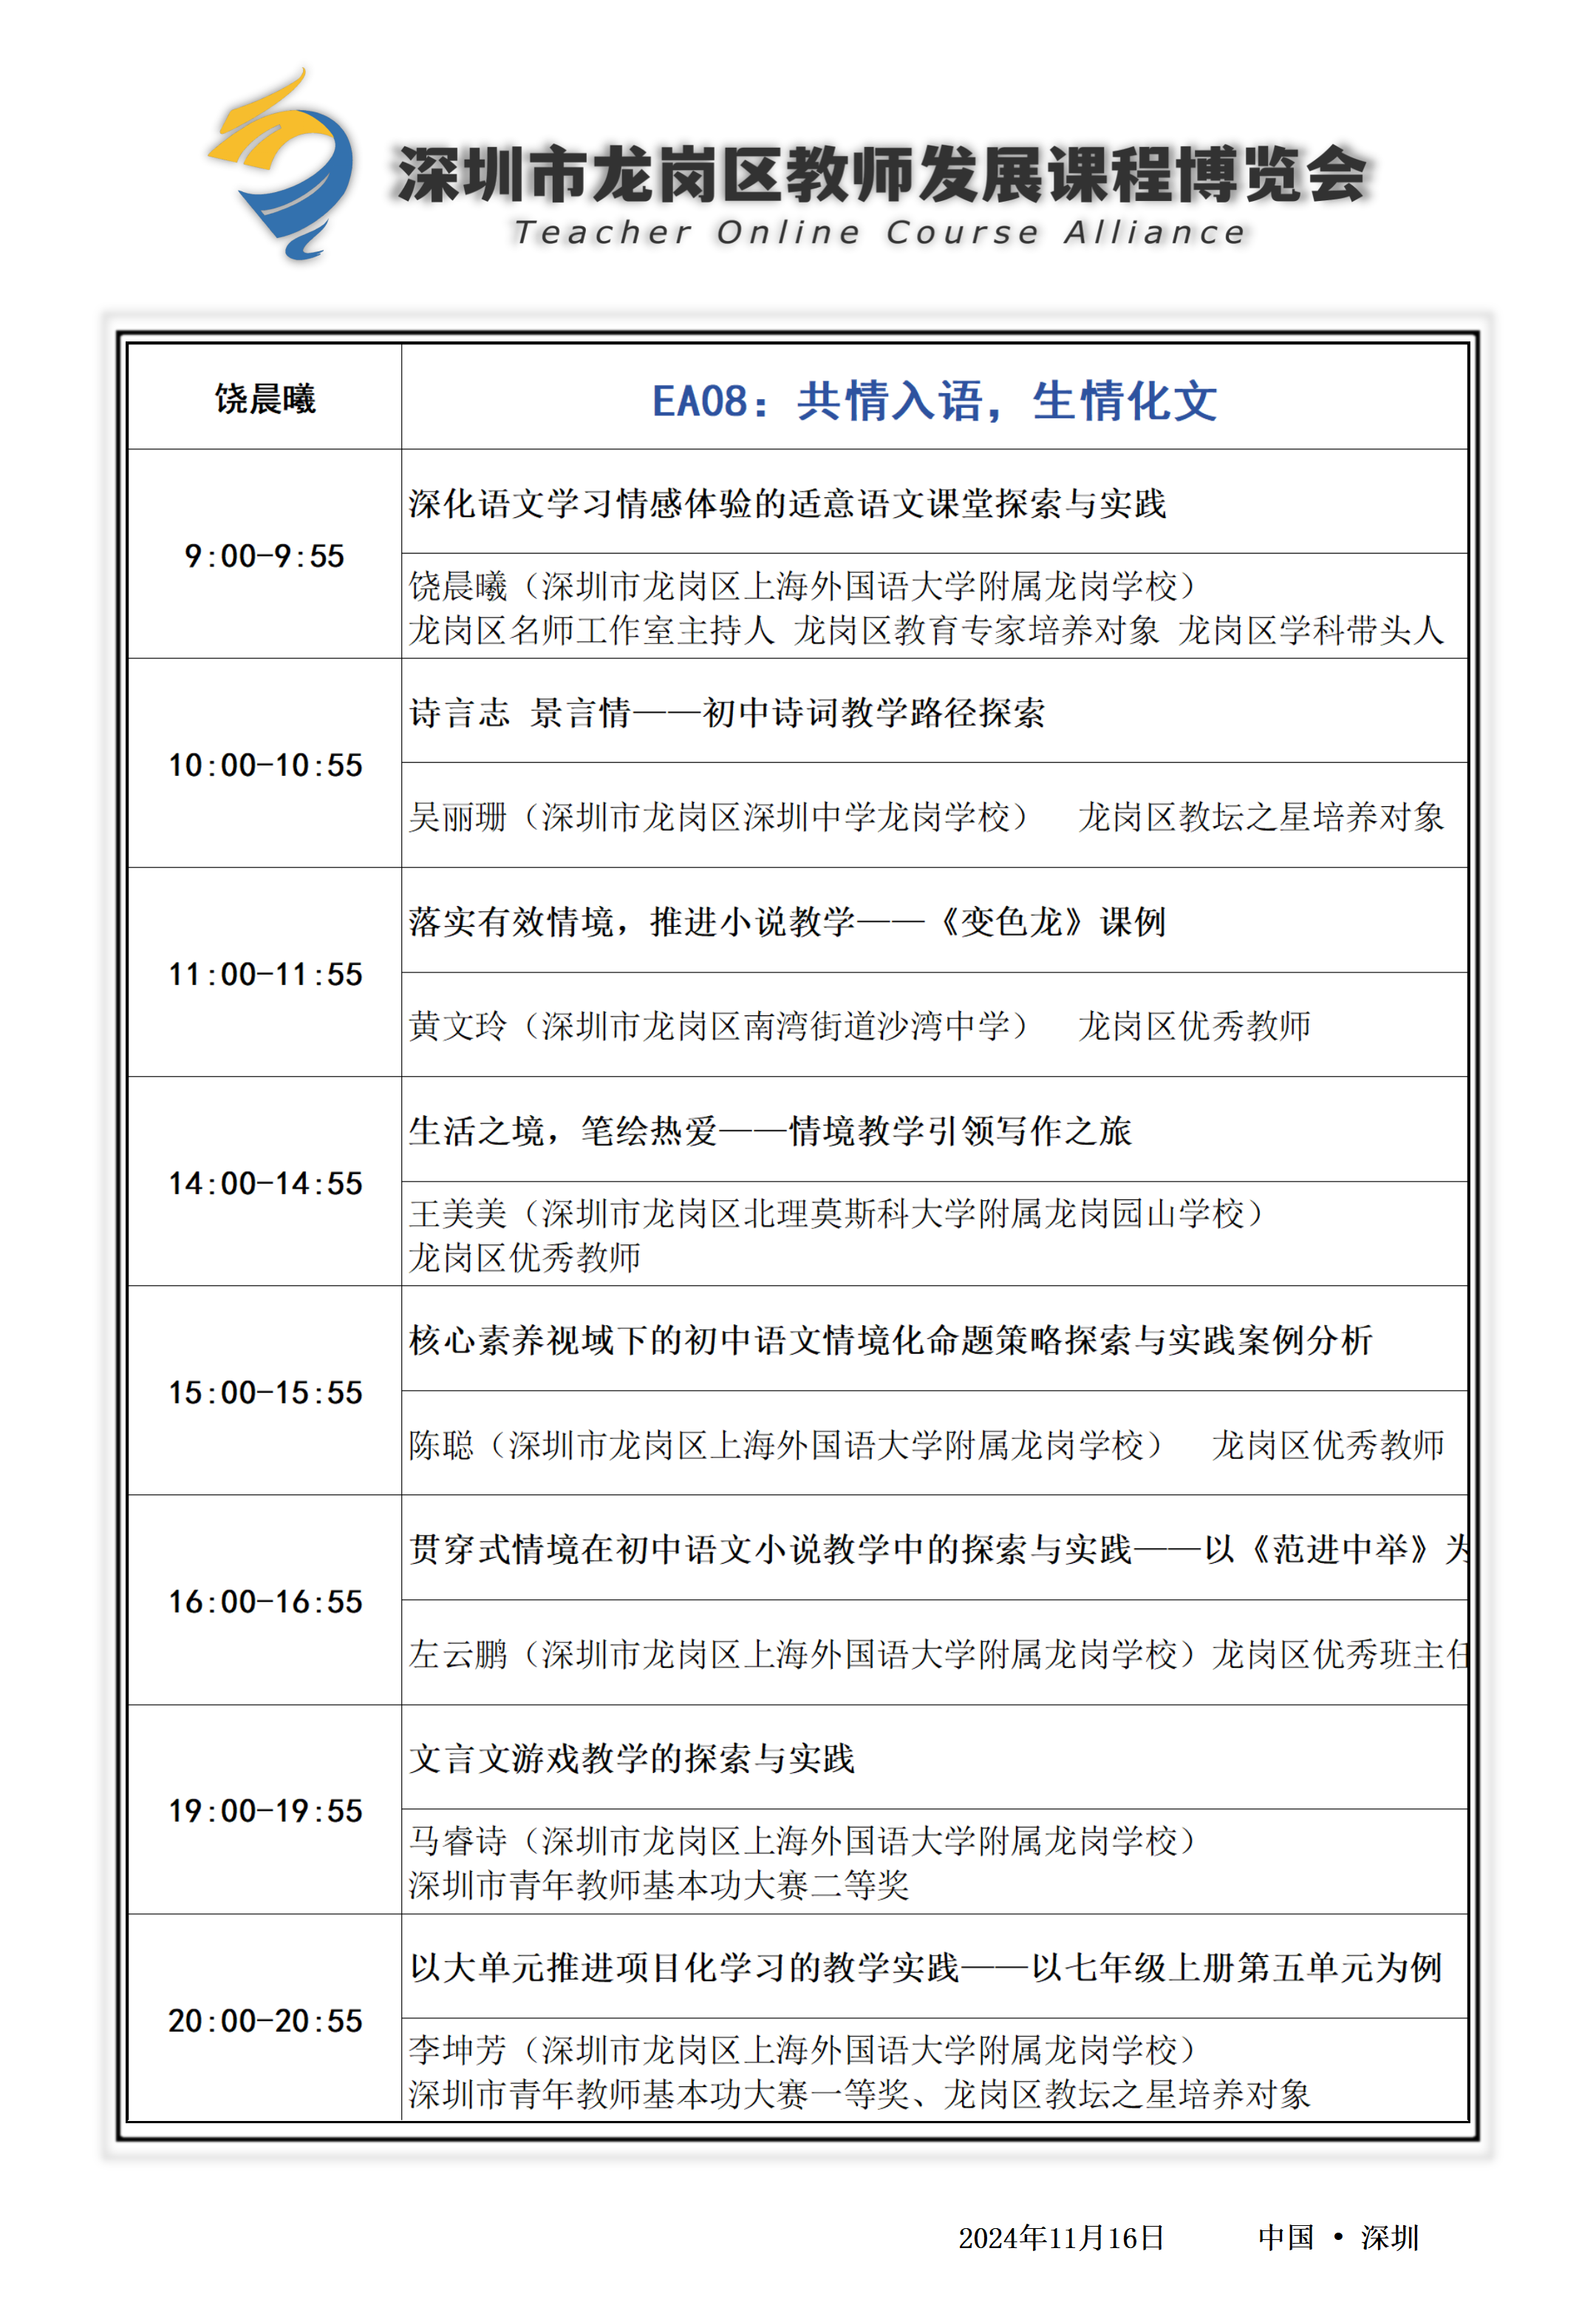 深圳市龙岗区教师发展课程博览会
Teacher Online Course Alliance
饶晨曦
EA08：共情入语，生情化文
9:00-9:55
深化语文学习情感体验的适意语文课堂探索与实践
饶晨曦（深圳市龙岗区上海外国语大学附属龙岗学校）
龙岗区名师工作室主持人 龙岗区教育专家培养对象 龙岗区学科带头人
10:00-10:55
诗言志 景言情——初中诗词教学路径探索
吴丽珊（深圳市龙岗区深圳中学龙岗学校） 龙岗区教坛之星培养对象
11:00-11:55
落实有效情境，推进小说教学——《变色龙》课例
黄文玲（深圳市龙岗区南湾街道沙湾中学） 龙岗区优秀教师
14:00-14:55
生活之境，笔绘热爱——情境教学引领写作之旅
王美美（深圳市龙岗区北理莫斯科大学附属龙岗园山学校）
龙岗区优秀教师
15:00-15:55
核心素养视域下的初中语文情境化命题策略探索与实践案例分析
陈聪（深圳市龙岗区上海外国语大学附属龙岗学校） 龙岗区优秀教师
16:00-16:55
贯穿式情境在初中语文小说教学中的探索与实践——以《范进中举》为
左云鹏（深圳市龙岗区上海外国语大学附属龙岗学校）龙岗区优秀班主任
19:00-19:55
文言文游戏教学的探索与实践
马睿诗（深圳市龙岗区上海外国语大学附属龙岗学校）
深圳市青年教师基本功大赛二等奖
20:00-20:55
以大单元推进项目化学习的教学实践——以七年级上册第五单元为例
李坤芳（深圳市龙岗区上海外国语大学附属龙岗学校）
深圳市青年教师基本功大赛一等奖、龙岗区教坛之星培养对象
2024年11月16日 中国 • 深圳